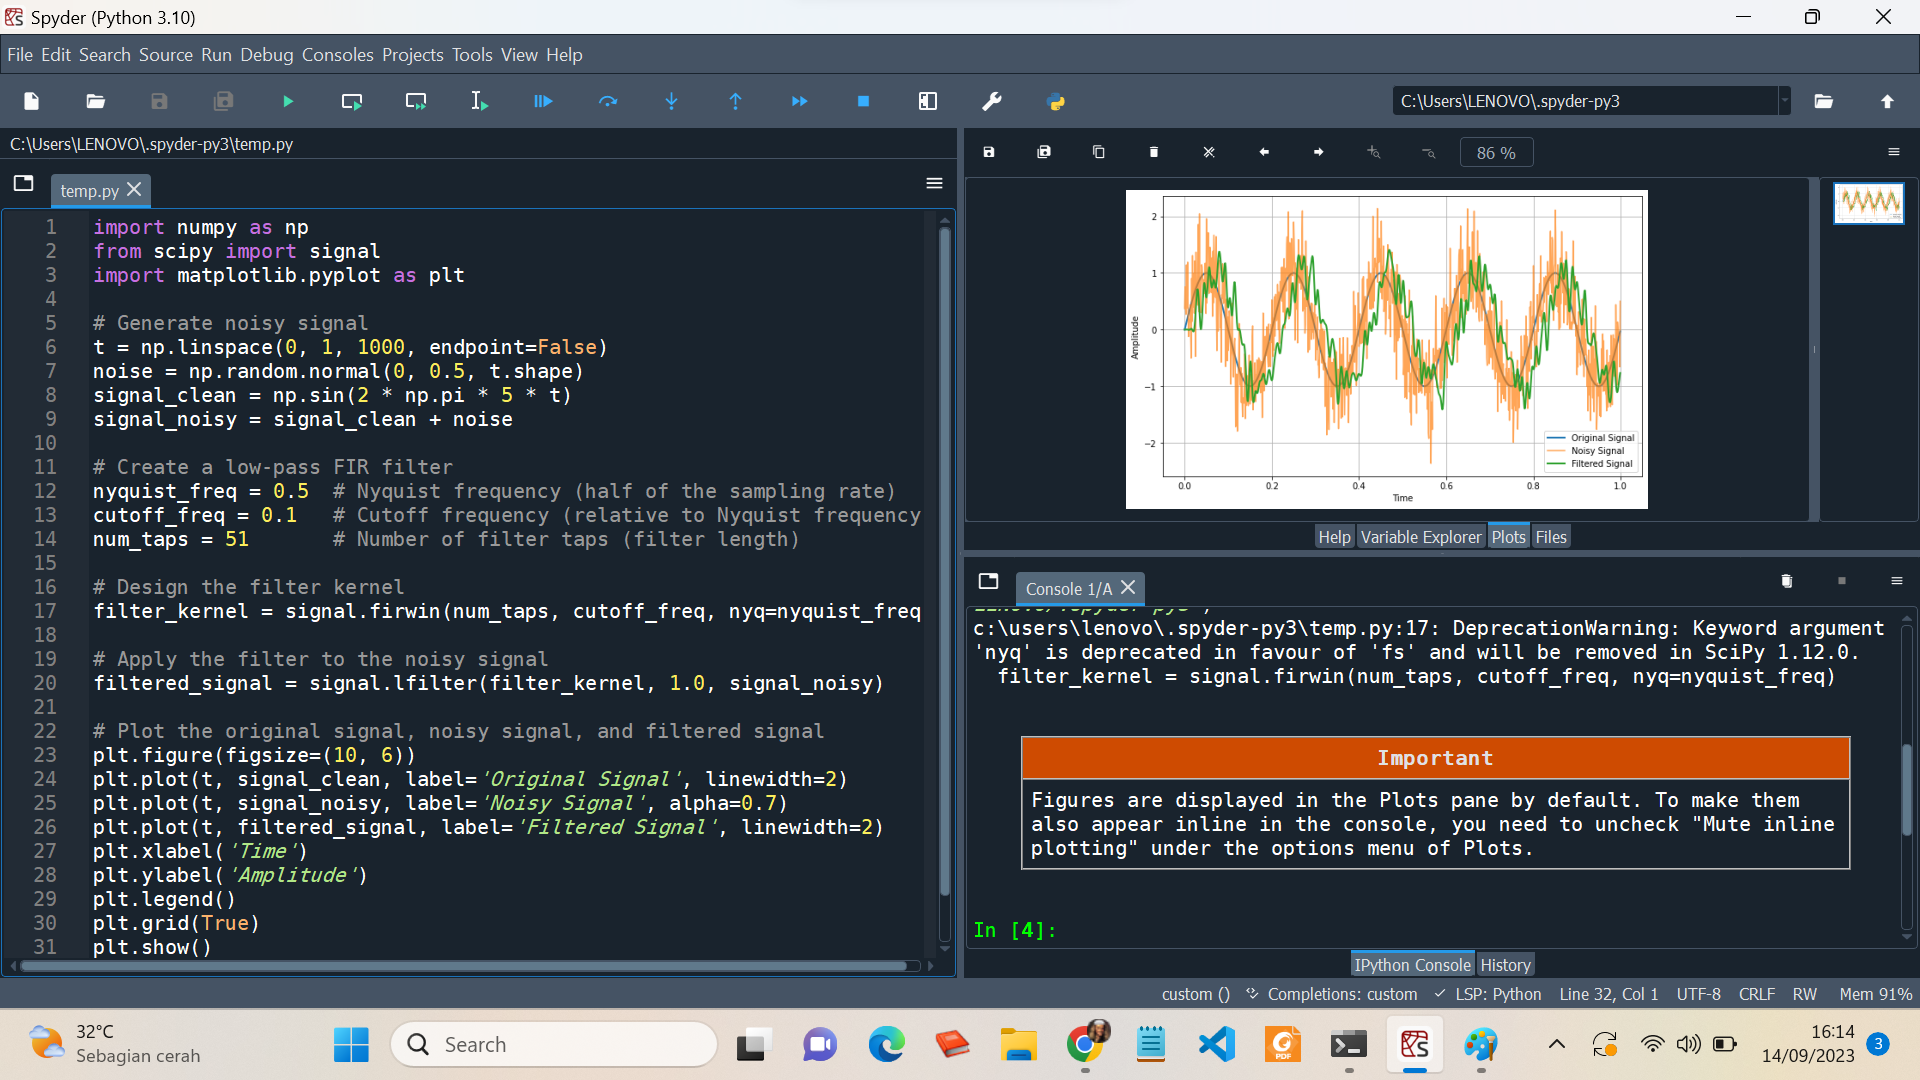 Spyder (Python 3.10)
File Edit Search Source Run Debug Consoles Projects Tools View Help
C:\Users\LENOVO\.spyder-py3
C:\Users\LENOVO\.spyder-py3\temp.py
temp.py
1 import numpy as np
2 from scipy import signal
3 import matplotlib.pyplot as plt
4
5 # Generate noisy signal
6 t = np.linspace(0, 1, 1000, endpoint=False)
7 noise = np.random.normal(0, 0.5, t.shape)
8 signal_clean = np.sin(2 * np.pi * 5 * t)
9 signal_noisy = signal_clean + noise
10
11 # Create a low-pass FIR filter
12 nyquist_freq = 0.5 # Nyquist frequency (half of the sampling rate)
13 cutoff_freq = 0.1 # Cutoff frequency (relative to Nyquist frequency
14 num_taps = 51 # Number of filter taps (filter length)
15
16 # Design the filter kernel
17 filter_kernel = signal.firwin(num_taps, cutoff_freq, nyq=nyquist_freq
18
19 # Apply the filter to the noisy signal
20 filtered_signal = signal.lfilter(filter_kernel, 1.0, signal_noisy)
21
22 # Plot the original signal, noisy signal, and filtered signal
23 plt.figure(figsize=(10, 6))
24 plt.plot(t, signal_clean, label='Original Signal', linewidth=2)
25 plt.plot(t, signal_noisy, label='Noisy Signal', alpha=0.7)
26 plt.plot(t, filtered_signal, label='Filtered Signal', linewidth=2)
27 plt.xlabel('Time')
28 plt.ylabel('Amplitude')
29 plt.legend()
30 plt.grid(True)
31 plt.show()
86 %
2
1
0
−1
−2
Amplitude
0.0 0.2 0.4 0.6 0.8 1.0
Time
Original Signal
Noisy Signal
Filtered Signal
Help Variable Explorer Plots Files
Console 1/A
c:\users\lenovo\.spyder-py3\temp.py:17: DeprecationWarning: Keyword argument
'nyq' is deprecated in favour of 'fs' and will be removed in SciPy 1.12.0.
filter_kernel = signal.firwin(num_taps, cutoff_freq, nyq=nyquist_freq)
Important
Figures are displayed in the Plots pane by default. To make them
also appear inline in the console, you need to uncheck "Mute inline
plotting" under the options menu of Plots.
In [4]:
IPython Console History
custom () Completions: custom LSP: Python Line 32, Col 1 UTF-8 CRLF RW Mem 91%
32°C
Sebagian cerah
Search
PDF
16:14
14/09/2023
3